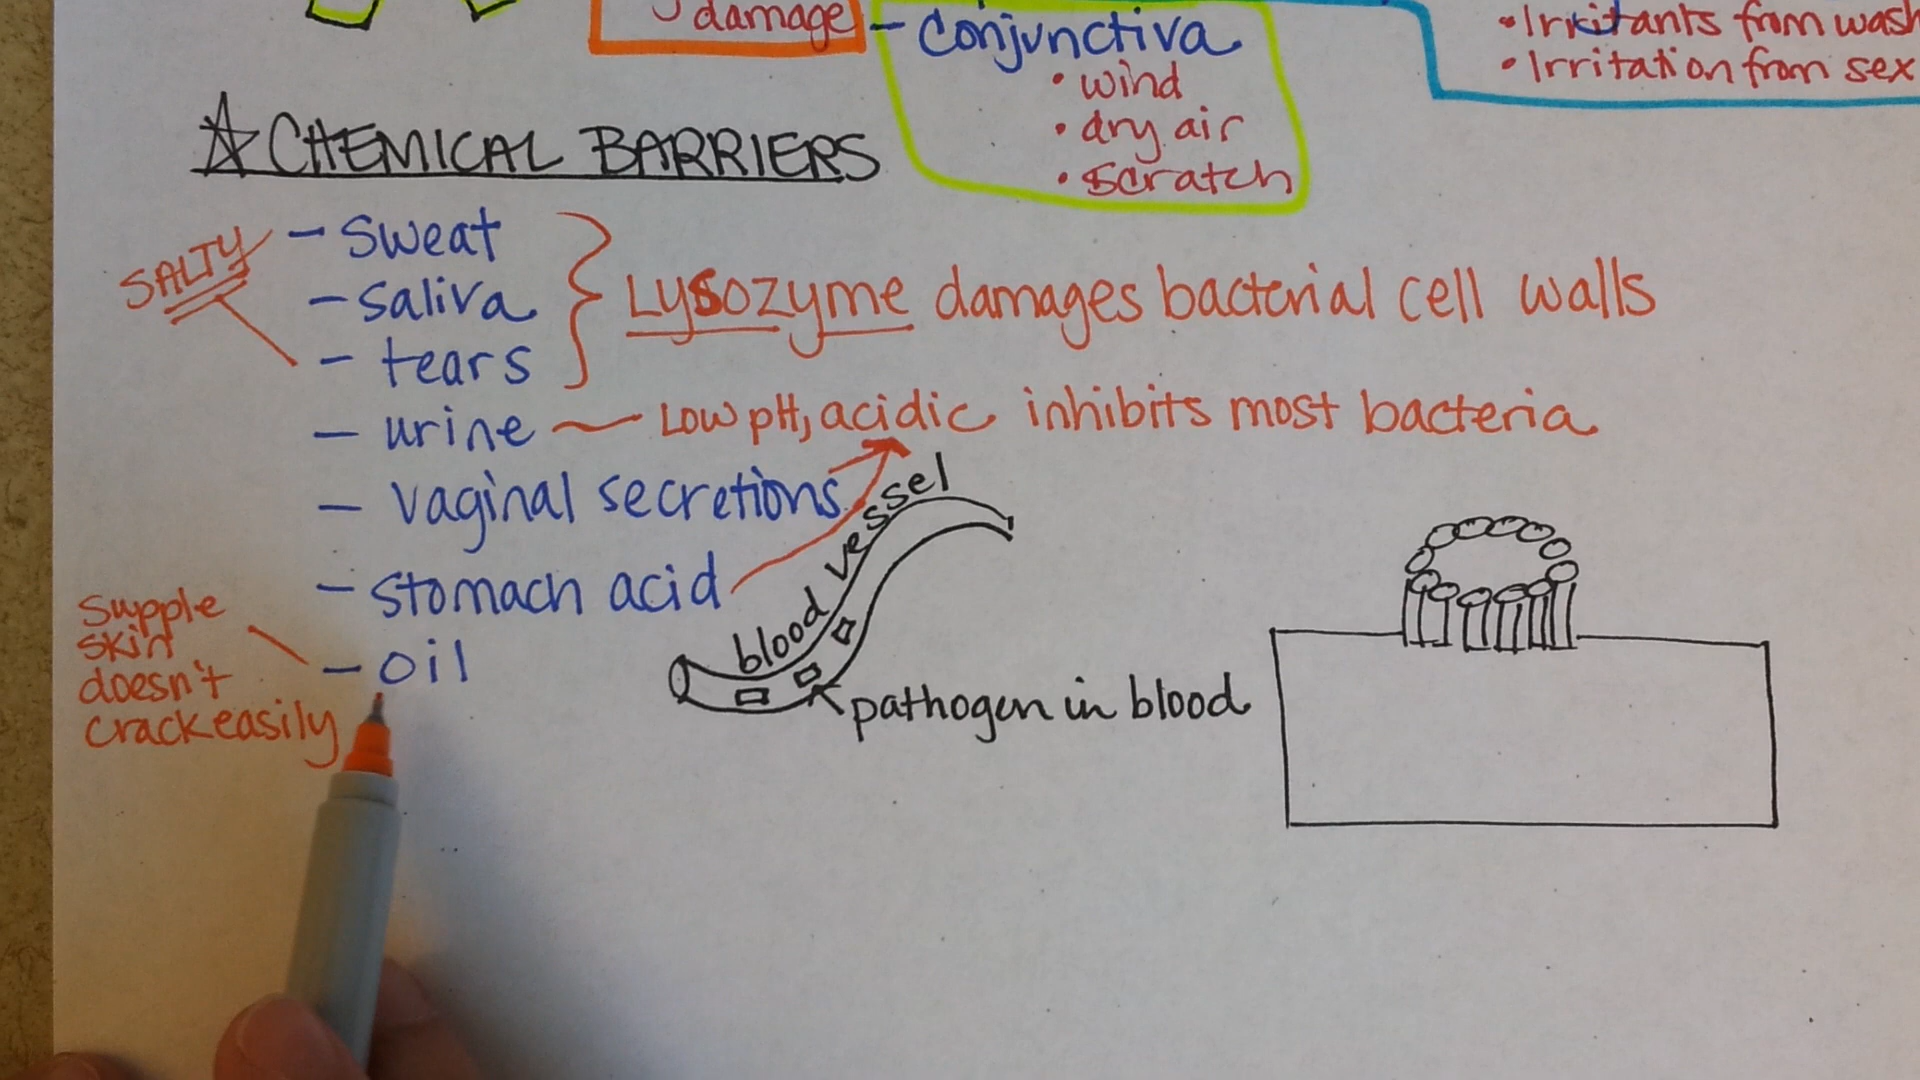 damage
- Conjunctiva
• wind
• dry air
• scratch
• Irritants from wash
• Irritation from sex
CHEMICAL BARRIERS
SALTY
- sweat
- saliva
- tears
Lysozyme damages bacterial cell walls
- urine
Low pH, acidic inhibits most bacteria
- vaginal secretions
- stomach acid
- oil
Supple
skin
doesn't
crack easily
blood vessel
pathogen in blood